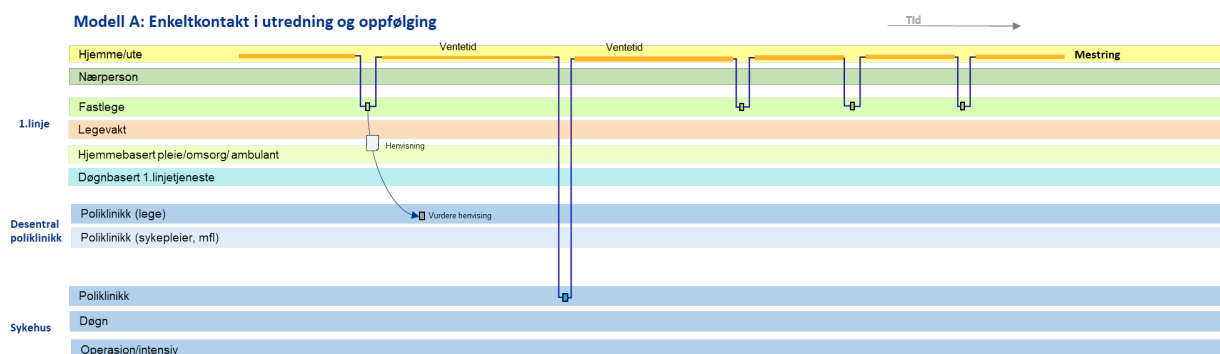 Modell A: Enkeltkontakt i utredning og oppfølging
Tid
Hjemme/ute
Ventetid
Ventetid
Mestring
Nærperson
1.linje
Fastlege
Legevakt
Henvisning
Hjemmebasert pleie/omsorg/ ambulant
Døgnbasert 1.linjetjeneste
Desentral
poliklinikk
Poliklinikk (lege)
Vurdere henvising
Poliklinikk (sykepleier, mfl)
Sykehus
Poliklinikk
Døgn
Operasjon/intensiv